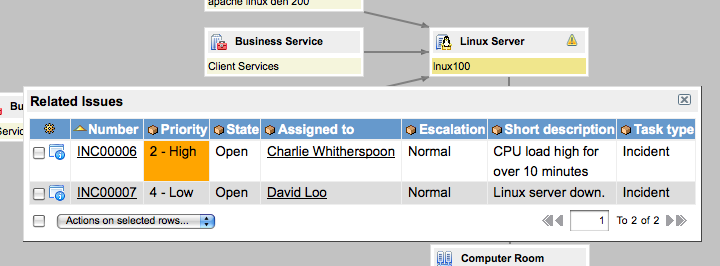 apache linux den 200
Business Service
Client Services
Linux Server
lnux100
Related Issues
Number Priority State Assigned to Escalation Short description Task type
INC00006 2 - High Open Charlie Whitherspoon Normal CPU load high for over 10 minutes Incident
INC00007 4 - Low Open David Loo Normal Linux server down. Incident
Actions on selected rows... 1 To 2 of 2
Computer Room